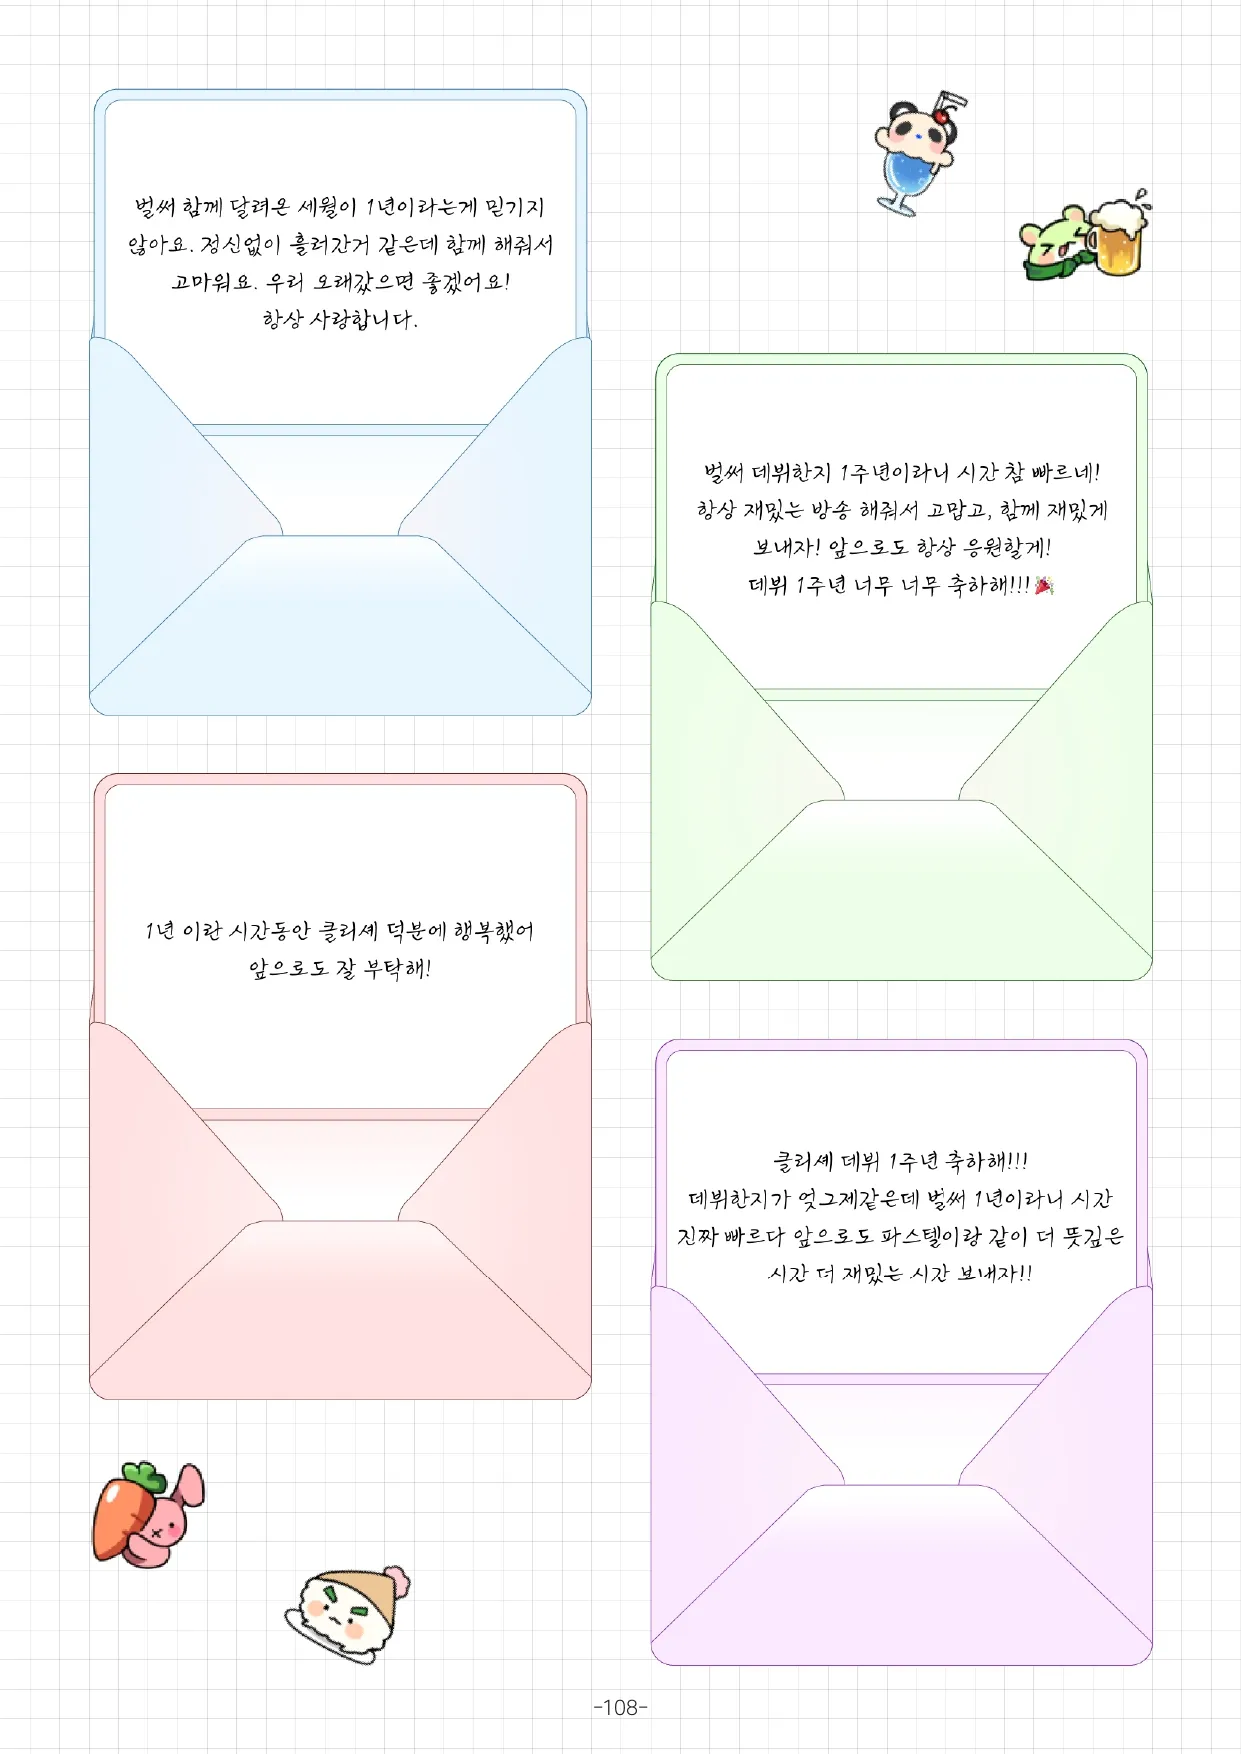 벌써 함께 달려온 세월이 1년이라는게 믿기지
않아요. 정신없이 흘러간거 같은데 함께 해줘서
고마워요. 우리 오래갔으면 좋겠어요!
항상 사랑합니다.
벌써 데뷔한지 1주년이라니 시간 참 빠르네!
항상 재밌는 방송 해줘서 고맙고, 함께 재밌게
보내자! 앞으로도 항상 응원할게!
데뷔 1주년 너무 너무 축하해!!!🎉
1년 이란 시간동안 클리셰 덕분에 행복했어
앞으로도 잘 부탁해!
클리셰 데뷔 1주년 축하해!!!
데뷔한지가 엊그제같은데 벌써 1년이라니 시간
진짜 빠르다 앞으로도 파스텔이랑 같이 더 뜻깊은
시간 더 재밌는 시간 보내자!!
-108-